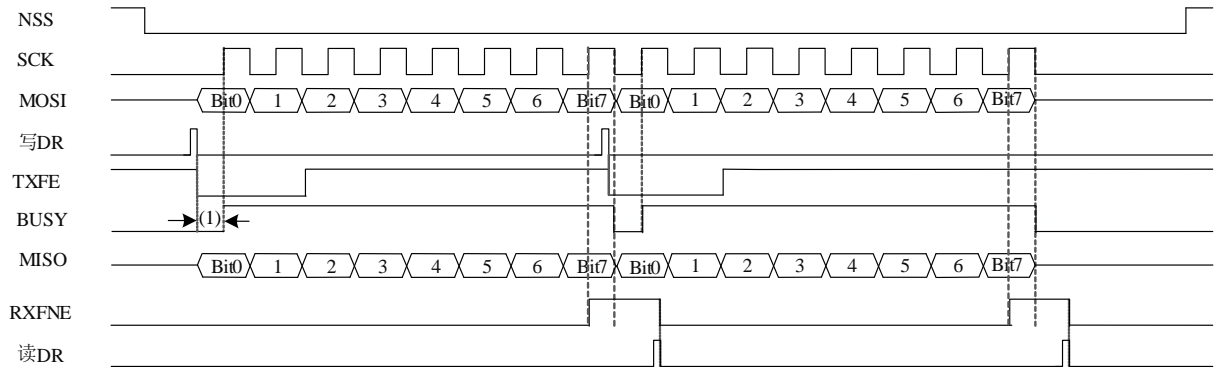 NSS
SCK
MOSI Bit0 1 2 3 4 5 6 Bit7 Bit0 1 2 3 4 5 6 Bit7
写DR
TXFE
BUSY (1)
MISO Bit0 1 2 3 4 5 6 Bit7 Bit0 1 2 3 4 5 6 Bit7
RXFNE
读DR